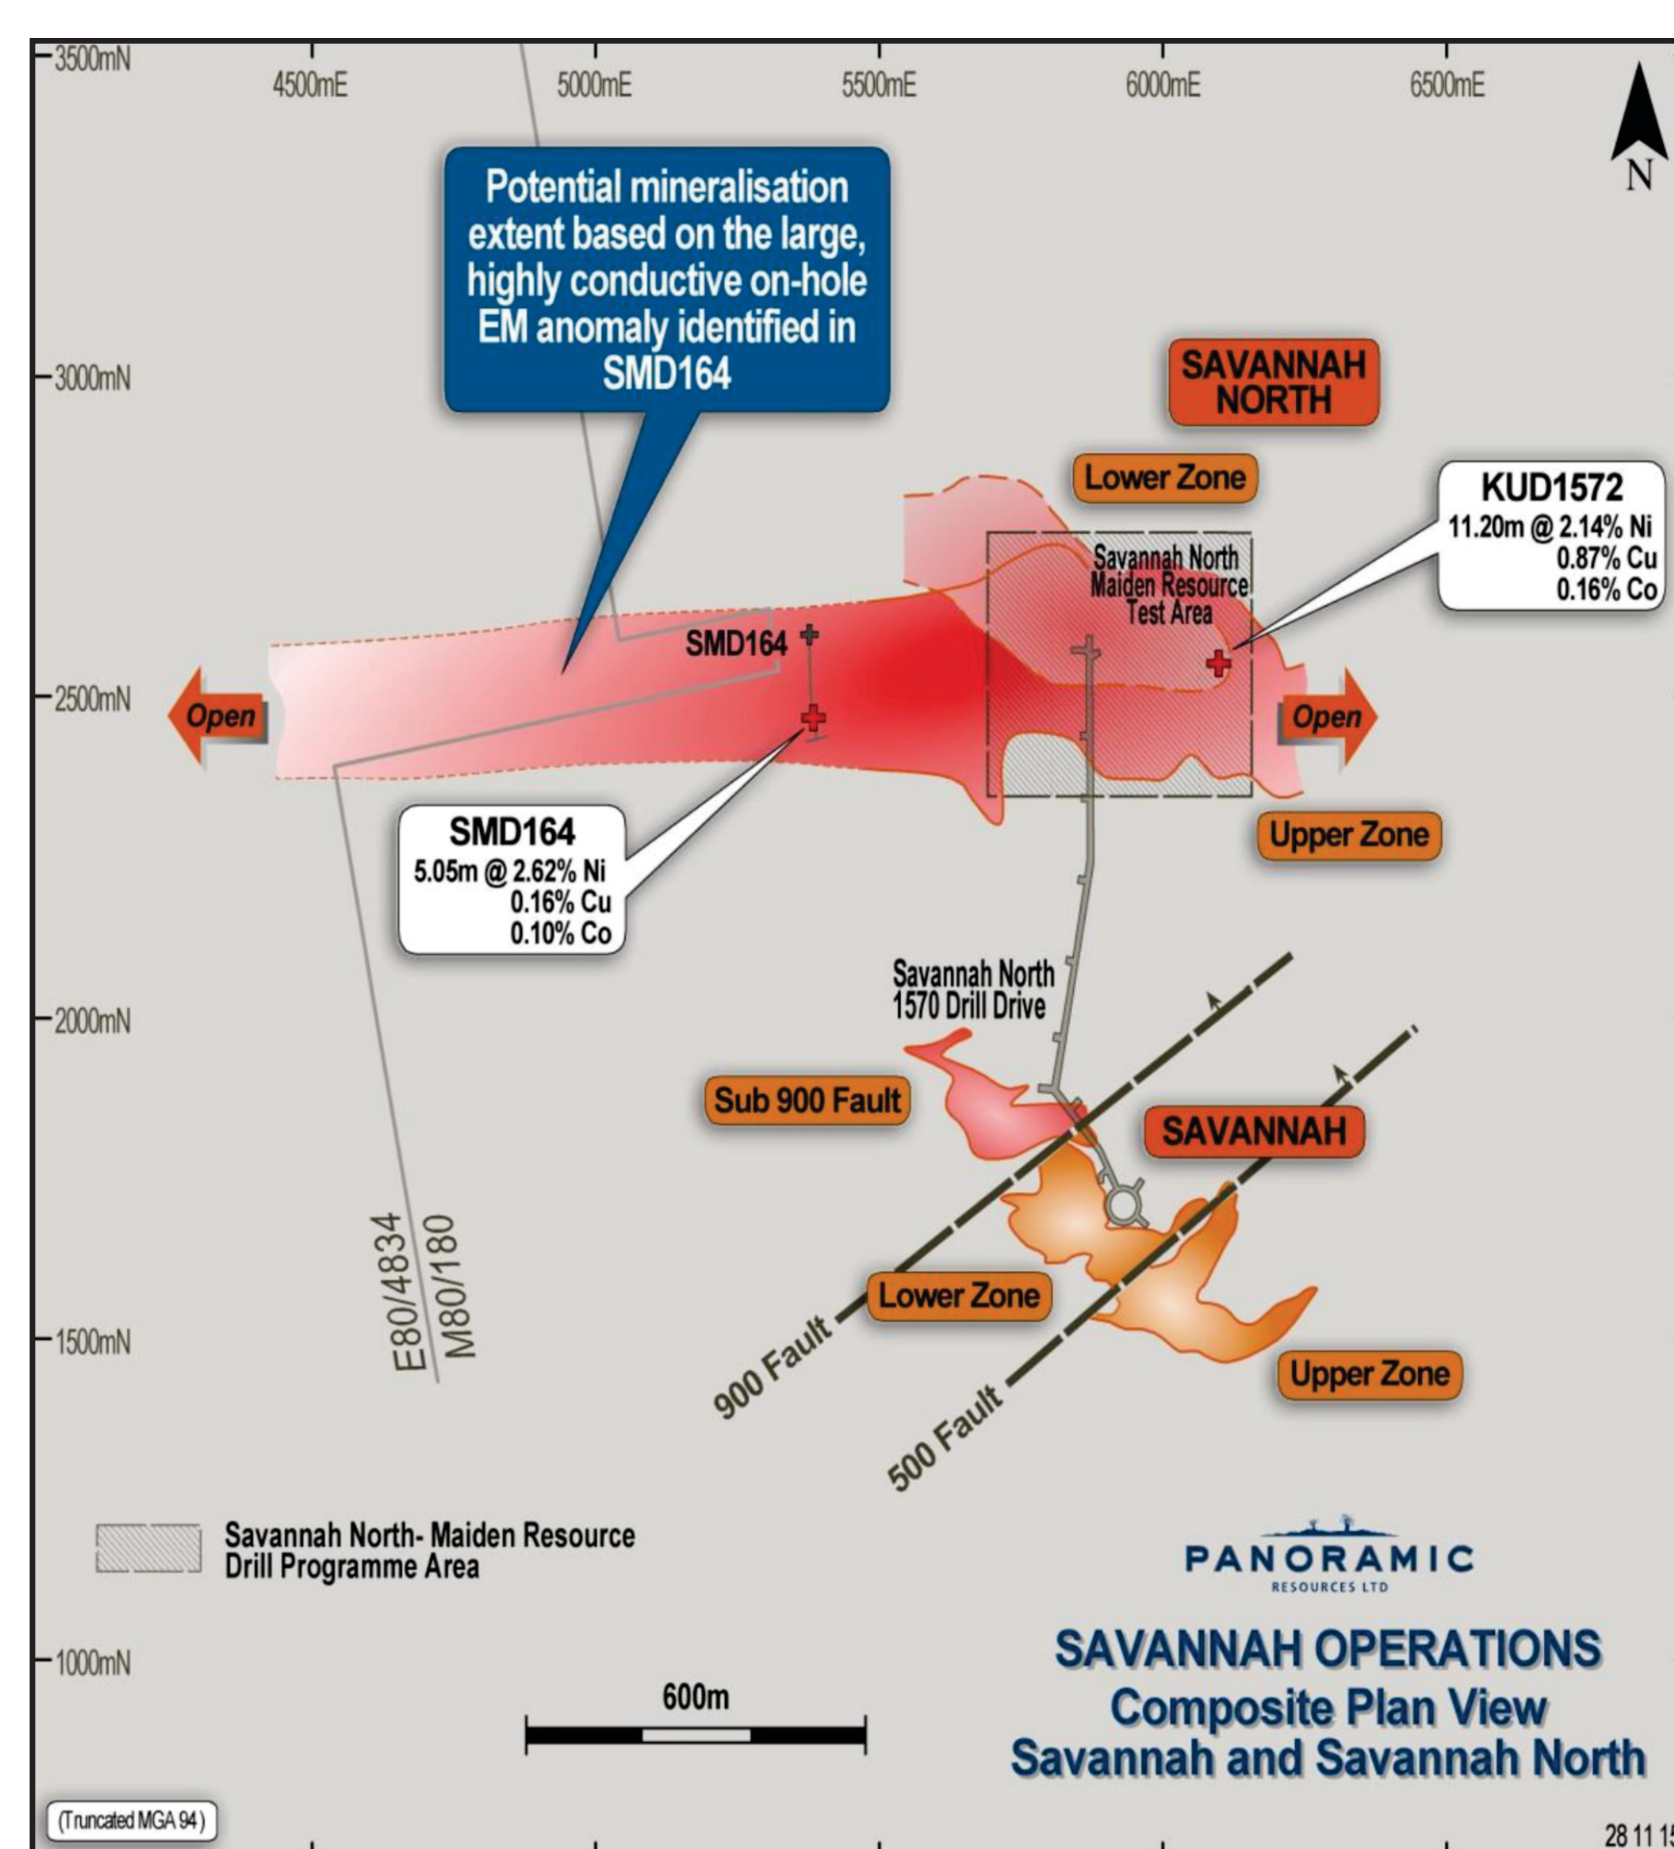 3500mN
4500mE
5000mE
5500mE
6000mE
6500mE
N
Potential mineralisation
extent based on the large,
highly conductive on-hole
EM anomaly identified in
SMD164
3000mN
SAVANNAH
NORTH
Lower Zone
KUD1572
11.20m @ 2.14% Ni
0.87% Cu
0.16% Co
Savannah North
Maiden Resource
Test Area
SMD164
2500mN
Open
Open
SMD164
5.05m @ 2.62% Ni
0.16% Cu
0.10% Co
Upper Zone
Savannah North
1570 Drill Drive
2000mN
Sub 900 Fault
SAVANNAH
E80/4834
M80/180
Lower Zone
1500mN
900 Fault
500 Fault
Upper Zone
Savannah North- Maiden Resource
Drill Programme Area
PANORAMIC
RESOURCES LTD
1000mN
600m
SAVANNAH OPERATIONS
Composite Plan View
Savannah and Savannah North
(Truncated MGA 94)
28 11 15